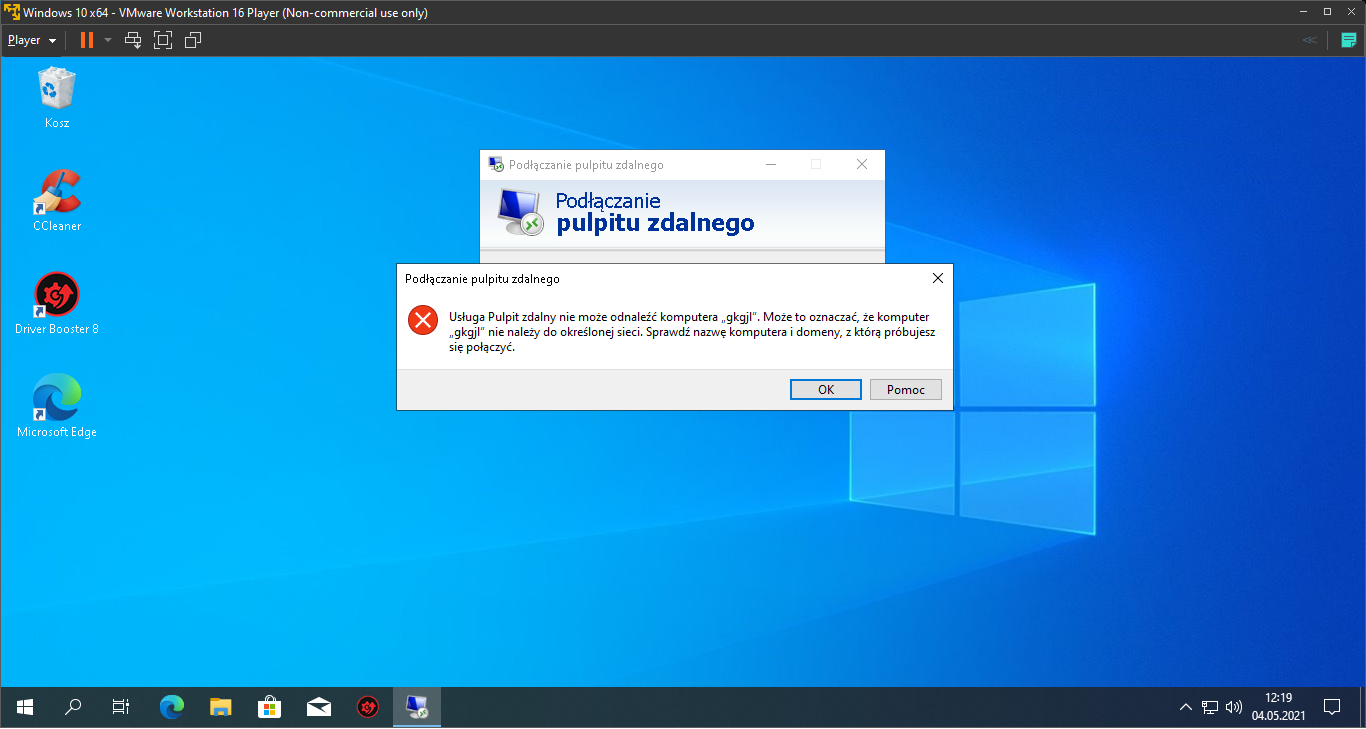 Windows 10 x64 - VMware Workstation 16 Player (Non-commercial use only)
Player
Kosz
CCleaner
Driver Booster 8
Microsoft Edge
Podłączanie pulpitu zdalnego
Podłączanie
pulpitu zdalnego
Podłączanie pulpitu zdalnego
Usługa Pulpit zdalny nie może odnaleźć komputera „gkgjl”. Może to oznaczać, że komputer
„gkgjl” nie należy do określonej sieci. Sprawdź nazwę komputera i domeny, z którą próbujesz
się połączyć.
OK
Pomoc
12:19
04.05.2021